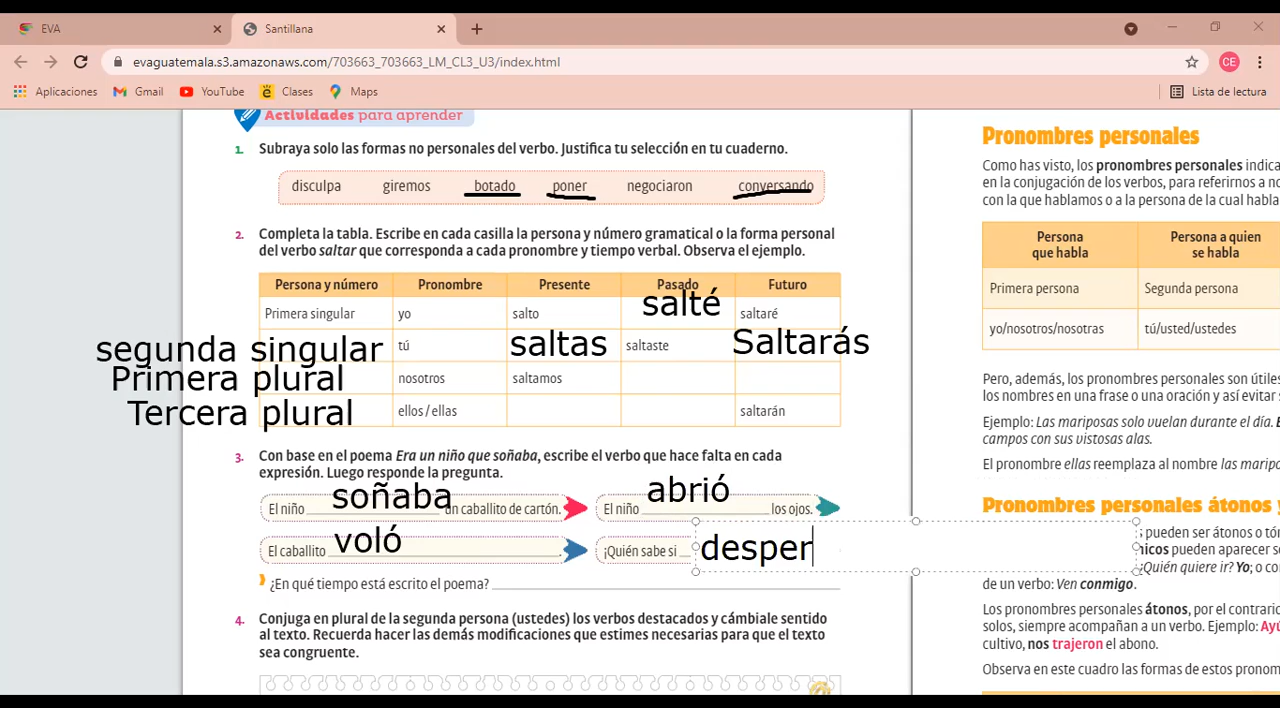 EVA
Santillana
evaguatemala.s3.amazonaws.com/703663_703663_LM_CL3_U3/index.html
CE
Aplicaciones Gmail YouTube Clases Maps Lista de lectura
Actividades para aprender
1. Subraya solo las formas no personales del verbo. Justifica tu selección en tu cuaderno.
disculpa giremos botado poner negociaron conversando
2. Completa la tabla. Escribe en cada casilla la persona y número gramatical o la forma personal
del verbo saltar que corresponda a cada pronombre y tiempo verbal. Observa el ejemplo.
Persona y número Pronombre Presente Pasado Futuro
Primera singular yo salto salté saltaré
segunda singular tú saltas saltaste Saltarás
Primera plural nosotros saltamos
Tercera plural ellos / ellas saltarán
3. Con base en el poema Era un niño que soñaba, escribe el verbo que hace falta en cada
expresión. Luego responde la pregunta.
El niño soñaba un caballito de cartón. El niño abrió los ojos.
El caballito voló . ¡Quién sabe si desper
¿En qué tiempo está escrito el poema?
4. Conjuga en plural de la segunda persona (ustedes) los verbos destacados y cámbiale sentido
al texto. Recuerda hacer las demás modificaciones que estimes necesarias para que el texto
sea congruente.
Pronombres personales
Como has visto, los pronombres personales indica
en la conjugación de los verbos, para referirnos a no
con la que hablamos o a la persona de la cual habla
Persona que habla Persona a quien se habla
Primera persona Segunda persona
yo/nosotros/nosotras tú/usted/ustedes
Pero, además, los pronombres personales son útiles
los nombres en una frase o una oración y así evitar
Ejemplo: Las mariposas solo vuelan durante el día. E
campos con sus vistosas alas.
El pronombre ellas reemplaza al nombre las maripo
Pronombres personales átonos y
pueden ser átonos o tó
nicos pueden aparecer s
¿Quién quiere ir? Yo; o co
de un verbo: Ven conmigo.
Los pronombres personales átonos, por el contrario
solos, siempre acompañan a un verbo. Ejemplo: Ayú
cultivo, nos trajeron el abono.
Observa en este cuadro las formas de estos pronom